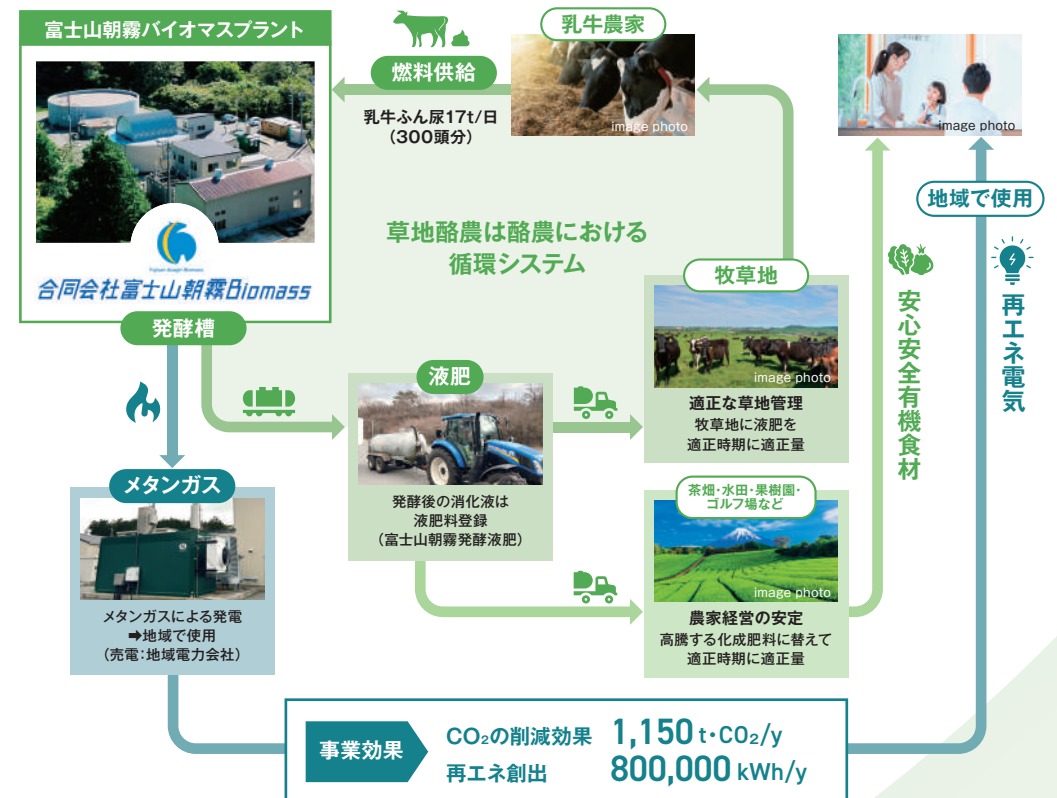 富士山朝霧バイオマスプラント
合同会社富士山朝霧Biomass
発酵槽
燃料供給
乳牛ふん尿17t/日
（300頭分）
乳牛農家
image photo
image photo
地域で使用
再エネ電気
安心安全有機食材
草地酪農は酪農における
循環システム
牧草地
image photo
適正な草地管理
牧草地に液肥を
適正時期に適正量
液肥
発酵後の消化液は
液肥料登録
（富士山朝霧発酵液肥）
メタンガス
メタンガスによる発電
➡地域で使用
（売電：地域電力会社）
茶畑・水田・果樹園・
ゴルフ場など
image photo
農家経営の安定
高騰する化成肥料に替えて
適正時期に適正量
事業効果
CO₂の削減効果 1,150 t・CO₂/y
再エネ創出 800,000 kWh/y